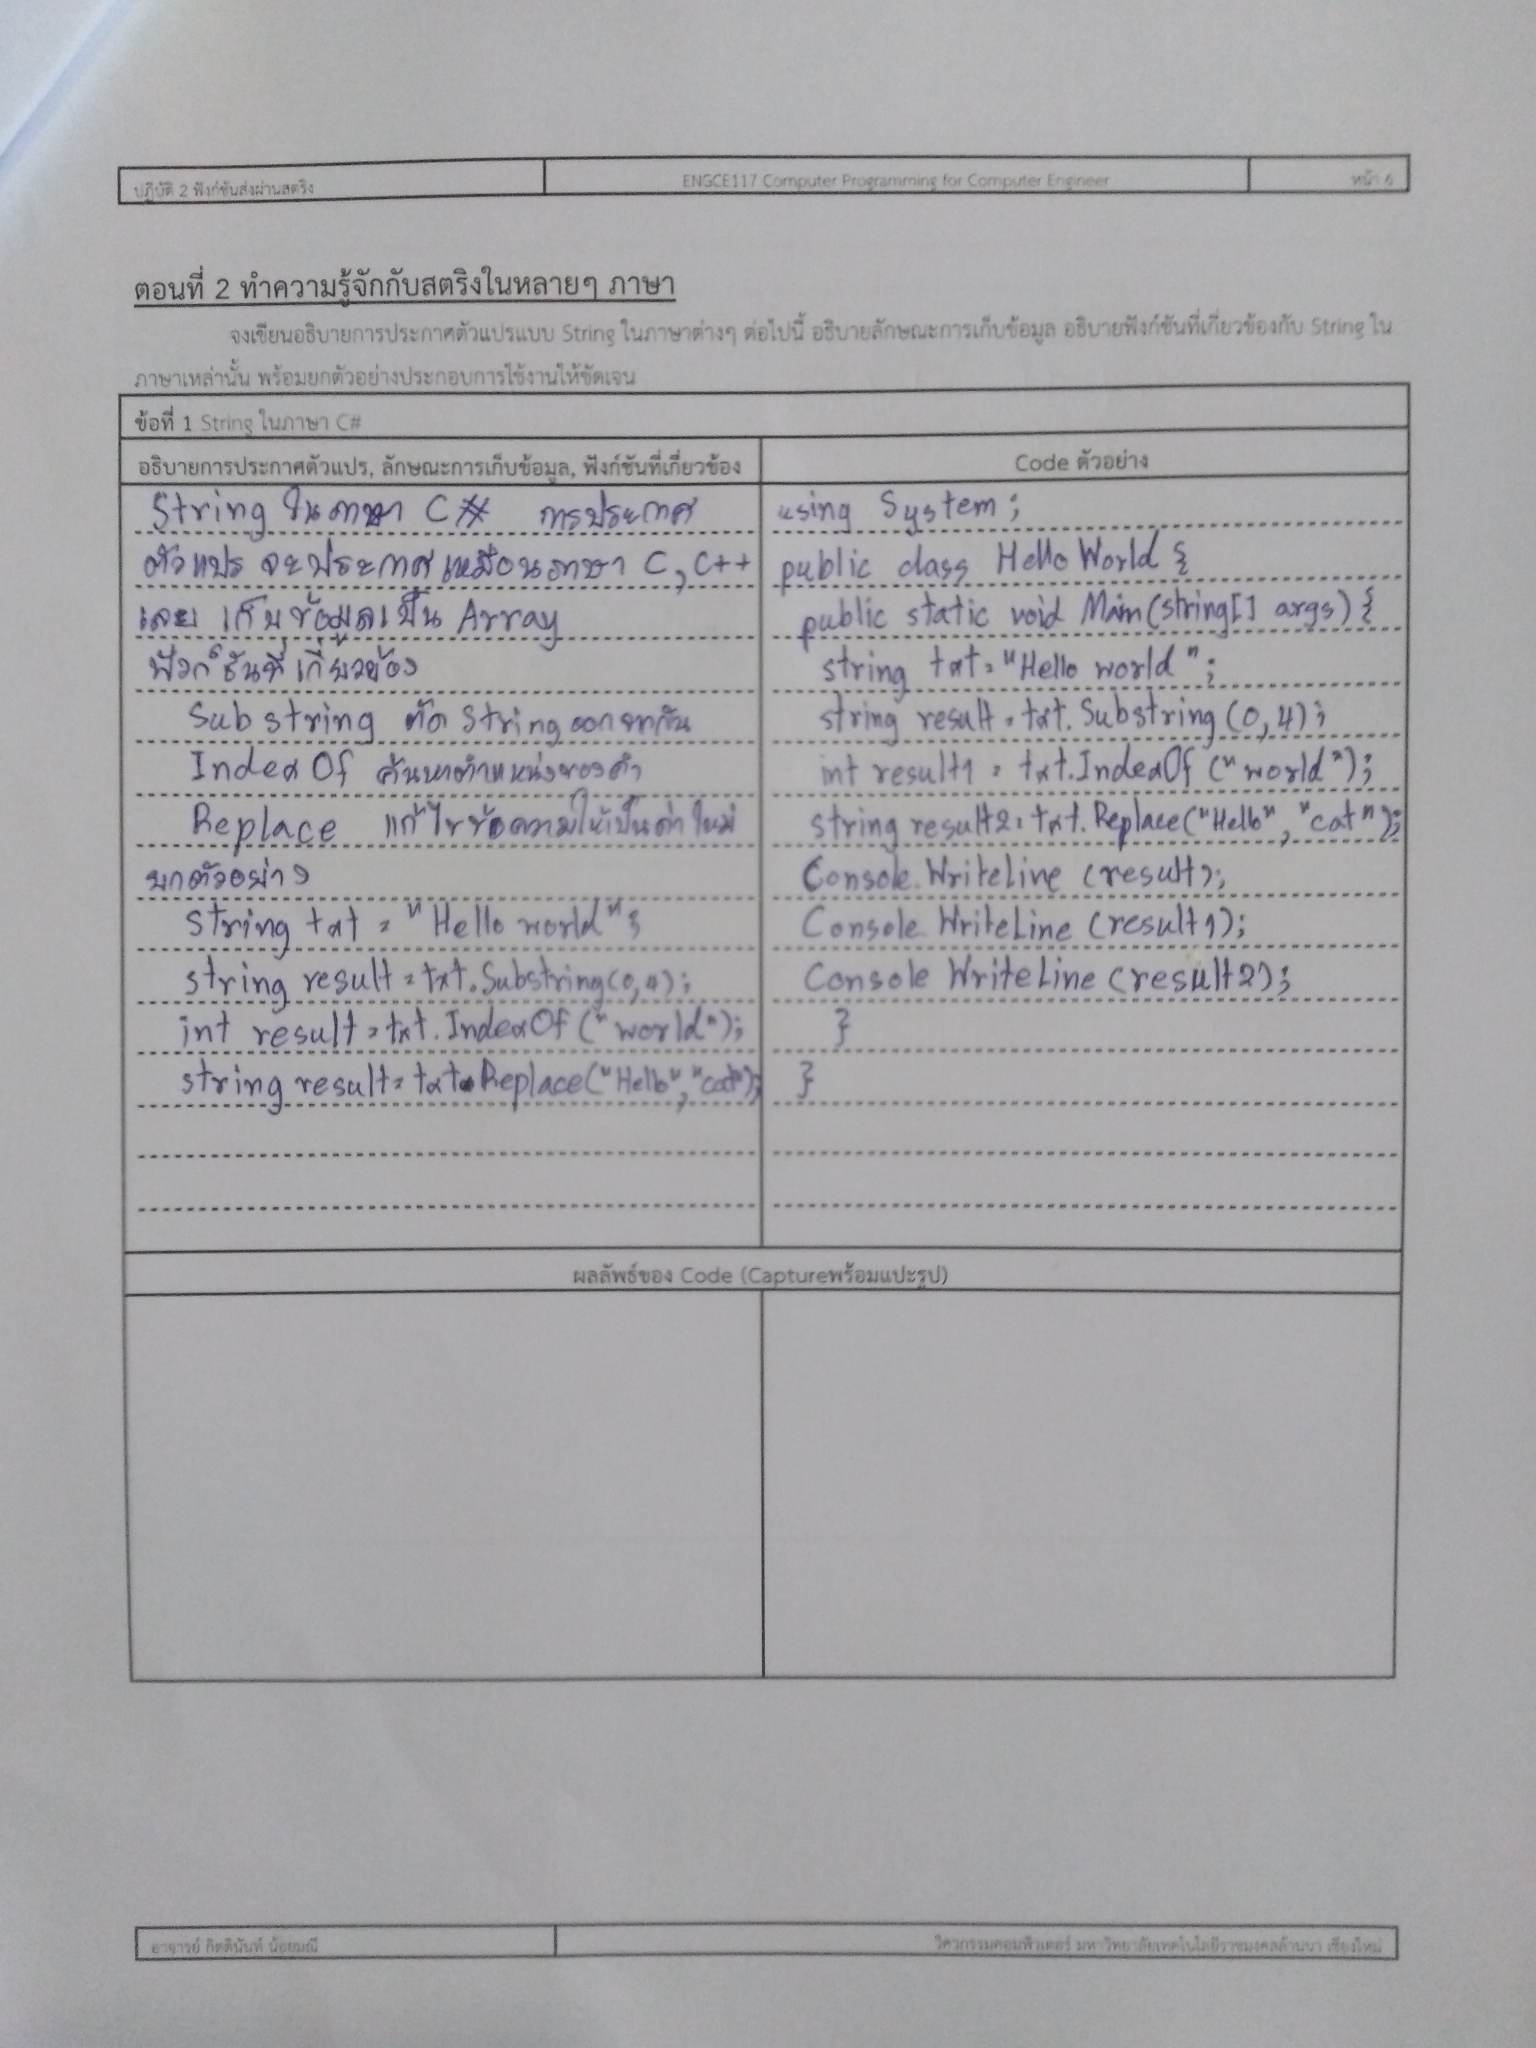 ปฏิบัติ 2 ฟังก์ชันส่งผ่านสตริง
ENGCE117 Computer Programming for Computer Engineer
หน้า 6
ตอนที่ 2 ทำความรู้จักกับสตริงในหลายๆ ภาษา
จงเขียนอธิบายการประกาศตัวแปรแบบ String ในภาษาต่างๆ ต่อไปนี้ อธิบายลักษณะการเก็บข้อมูล อธิบายฟังก์ชันที่เกี่ยวข้องกับ String ใน
ภาษาเหล่านั้น พร้อมยกตัวอย่างประกอบการใช้งานให้ชัดเจน
ข้อที่ 1 String ในภาษา C#
อธิบายการประกาศตัวแปร, ลักษณะการเก็บข้อมูล, ฟังก์ชันที่เกี่ยวข้อง
String ในภาษา C# การประกาศ
ตัวแปร จะประกาศเหมือนภาษา C, C++
เลย เก็บข้อมูลเป็น Array
ฟังก์ชันที่เกี่ยวข้อง
Substring ตัด String ออกจากกัน
IndexOf ค้นหาตำแหน่งของคำ
Replace แก้ไขข้อความให้เป็นค่าใหม่
ยกตัวอย่าง
String txt = "Hello world";
string result = txt.Substring(0,4);
int result = txt.IndexOf("world");
string result = txt.Replace("Hello","cat");
Code ตัวอย่าง
using System;
public class HelloWorld {
public static void Main(string[] args) {
string txt = "Hello world";
string result = txt.Substring(0,4);
int result1 = txt.IndexOf("world");
string result2 = txt.Replace("Hello","cat");
Console.WriteLine(result);
Console.WriteLine(result1);
Console WriteLine(result2);
}
}
ผลลัพธ์ของ Code (Captureพร้อมแปะรูป)
อาจารย์ กิตตินันท์ น้อยมณี
วิศวกรรมคอมพิวเตอร์ มหาวิทยาลัยเทคโนโลยีราชมงคลล้านนา เชียงใหม่